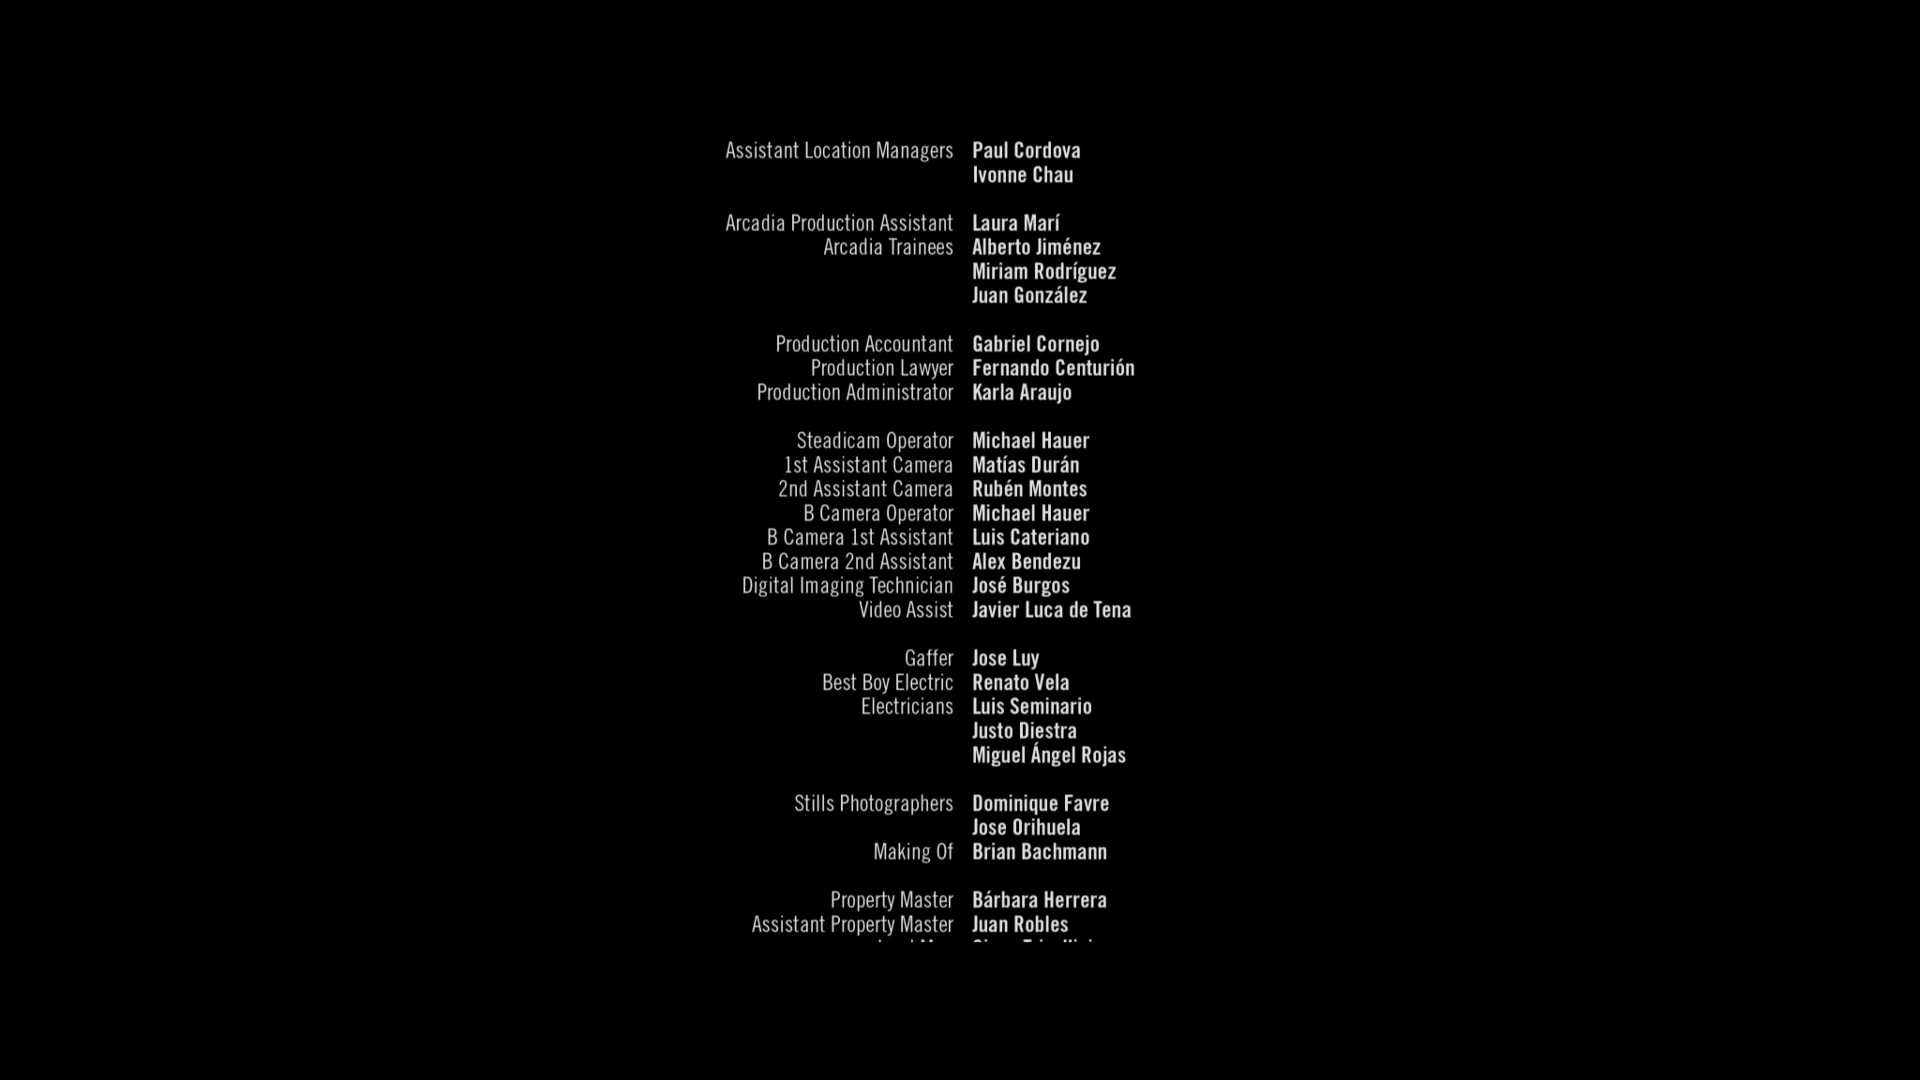 Assistant Location Managers Paul Cordova
Ivonne Chau
Arcadia Production Assistant Laura Marí
Arcadia Trainees Alberto Jiménez
Miriam Rodríguez
Juan González
Production Accountant Gabriel Cornejo
Production Lawyer Fernando Centurión
Production Administrator Karla Araujo
Steadicam Operator Michael Hauer
1st Assistant Camera Matías Durán
2nd Assistant Camera Rubén Montes
B Camera Operator Michael Hauer
B Camera 1st Assistant Luis Cateriano
B Camera 2nd Assistant Alex Bendezu
Digital Imaging Technician José Burgos
Video Assist Javier Luca de Tena
Gaffer Jose Luy
Best Boy Electric Renato Vela
Electricians Luis Seminario
Justo Diestra
Miguel Ángel Rojas
Stills Photographers Dominique Favre
Jose Orihuela
Making Of Brian Bachmann
Property Master Bárbara Herrera
Assistant Property Master Juan Robles